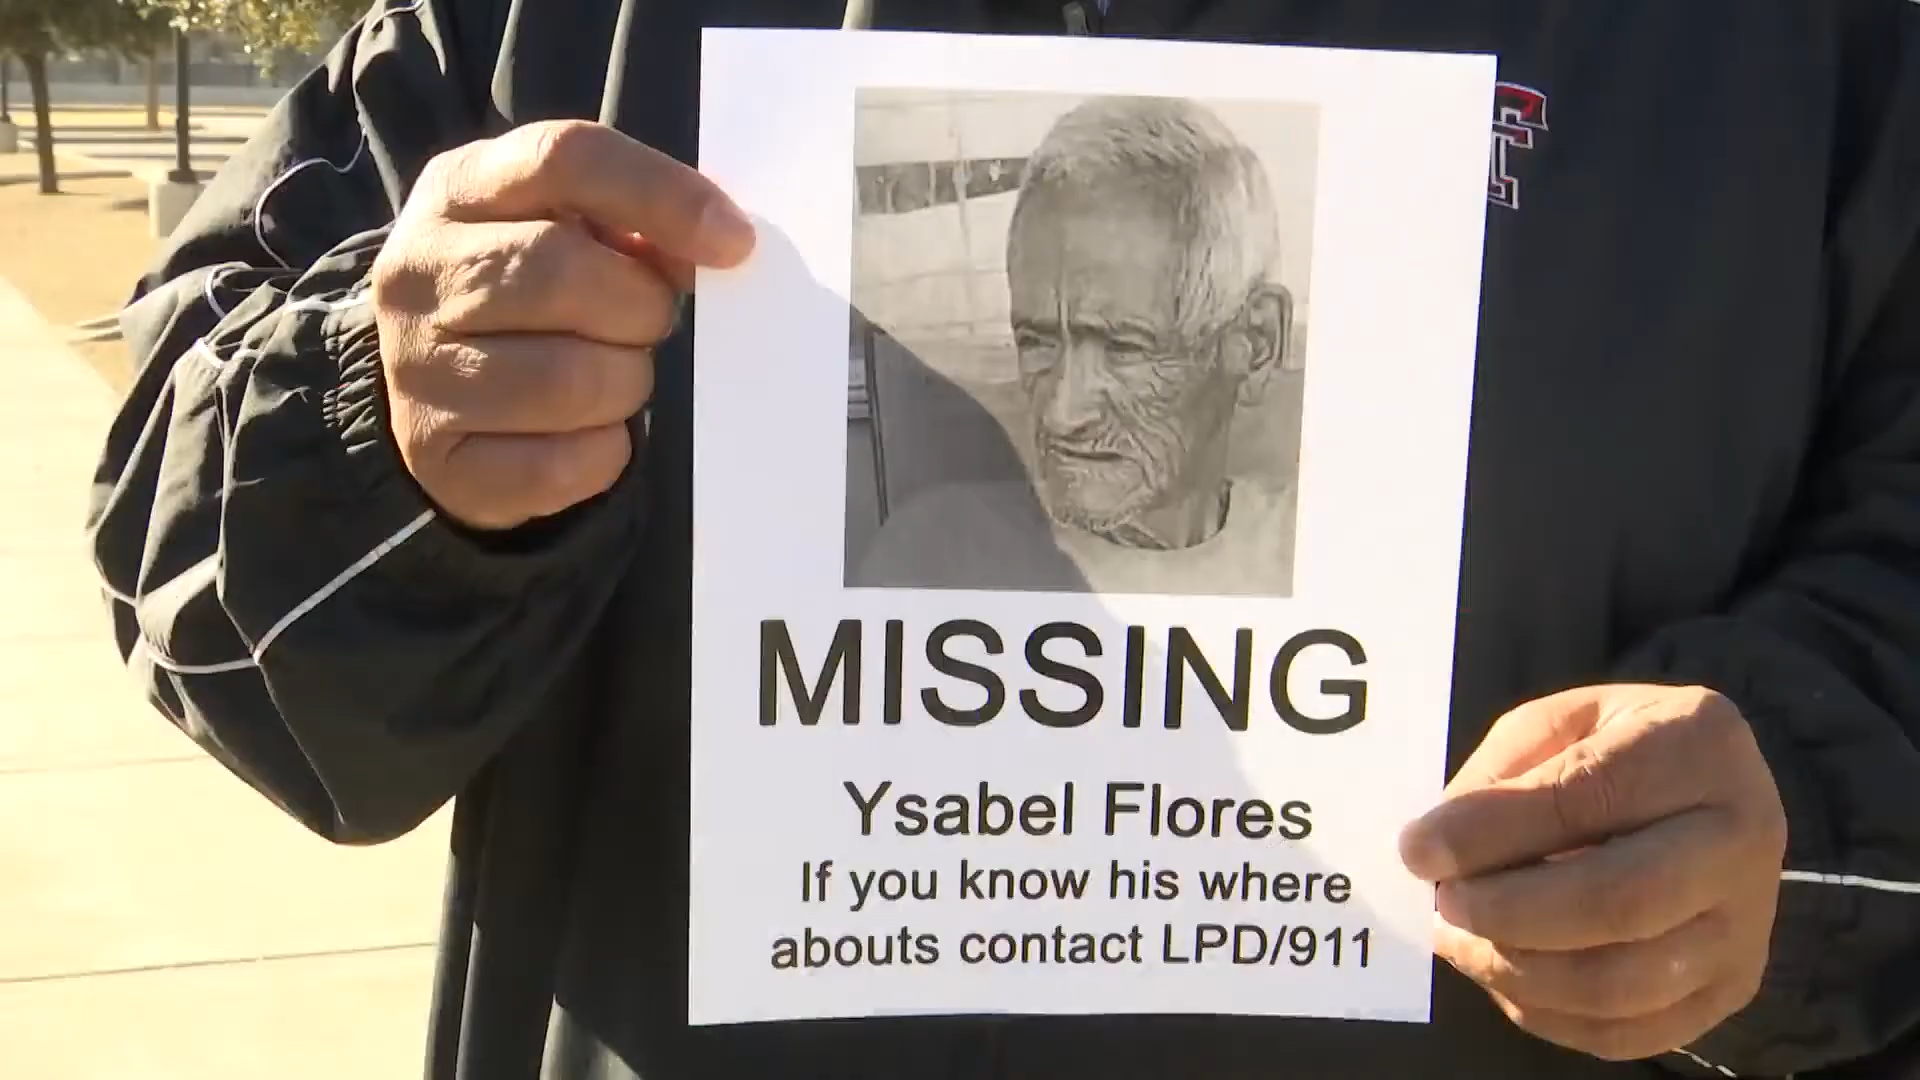 MISSING
Ysabel Flores
If you know his where
abouts contact LPD/911